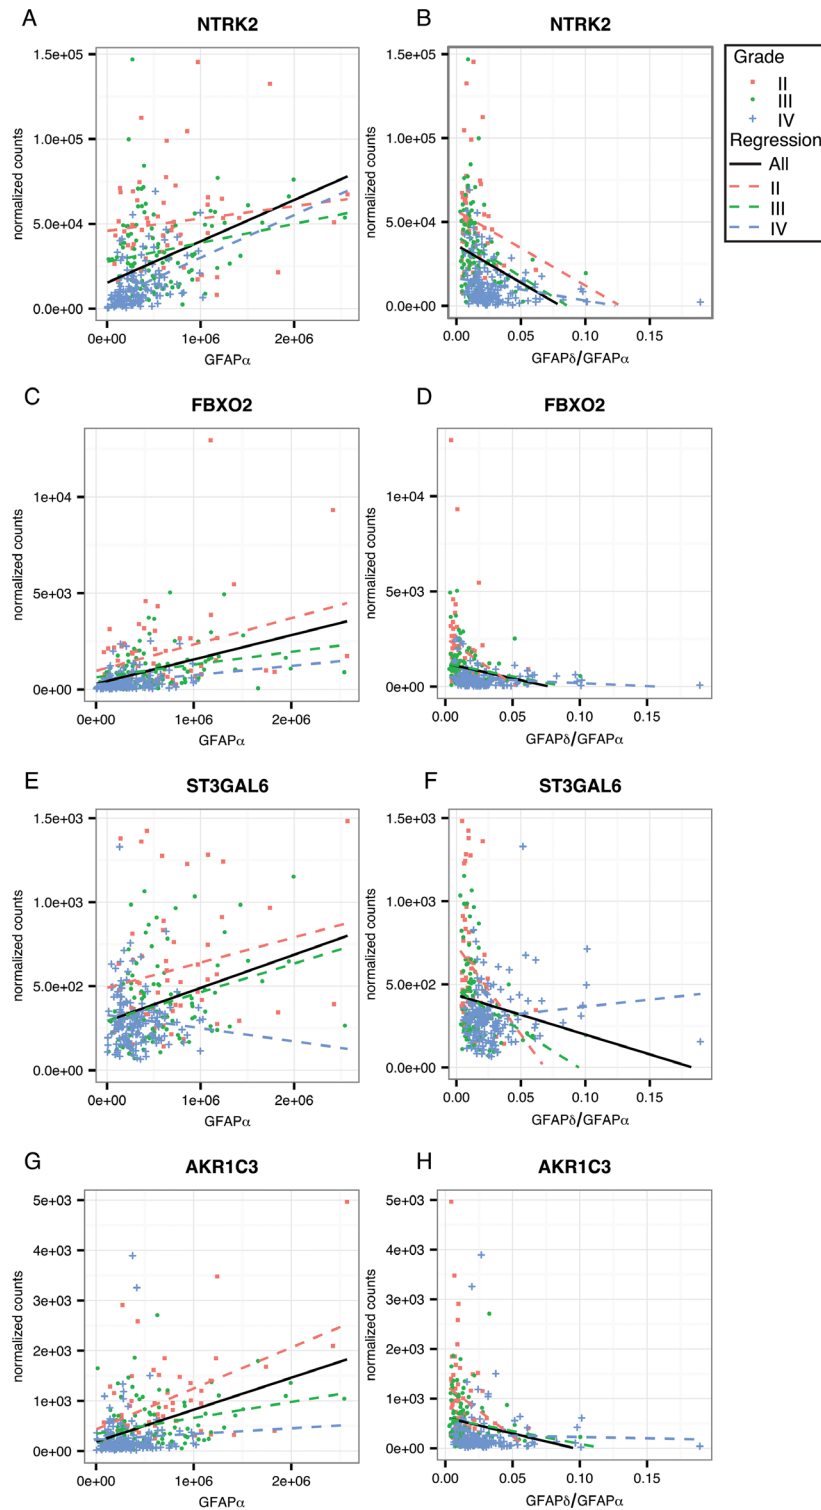 A
NTRK2
1.5e+05
1.0e+05
5.0e+04
0.0e+00
normalized counts
0e+00 1e+06 2e+06
GFAPα
B
NTRK2
1.5e+05
1.0e+05
5.0e+04
0.0e+00
normalized counts
0.00 0.05 0.10 0.15
GFAPδ/GFAPα
Grade
II
III
IV
Regression
All
II
III
IV
C
FBXO2
1e+04
5e+03
0e+00
normalized counts
0e+00 1e+06 2e+06
GFAPα
D
FBXO2
1e+04
5e+03
0e+00
normalized counts
0.00 0.05 0.10 0.15
GFAPδ/GFAPα
E
ST3GAL6
1.5e+03
1.0e+03
5.0e+02
0.0e+00
normalized counts
0e+00 1e+06 2e+06
GFAPα
F
ST3GAL6
1.5e+03
1.0e+03
5.0e+02
0.0e+00
normalized counts
0.00 0.05 0.10 0.15
GFAPδ/GFAPα
G
AKR1C3
5e+03
4e+03
3e+03
2e+03
1e+03
0e+00
normalized counts
0e+00 1e+06 2e+06
GFAPα
H
AKR1C3
5e+03
4e+03
3e+03
2e+03
1e+03
0e+00
normalized counts
0.00 0.05 0.10 0.15
GFAPδ/GFAPα